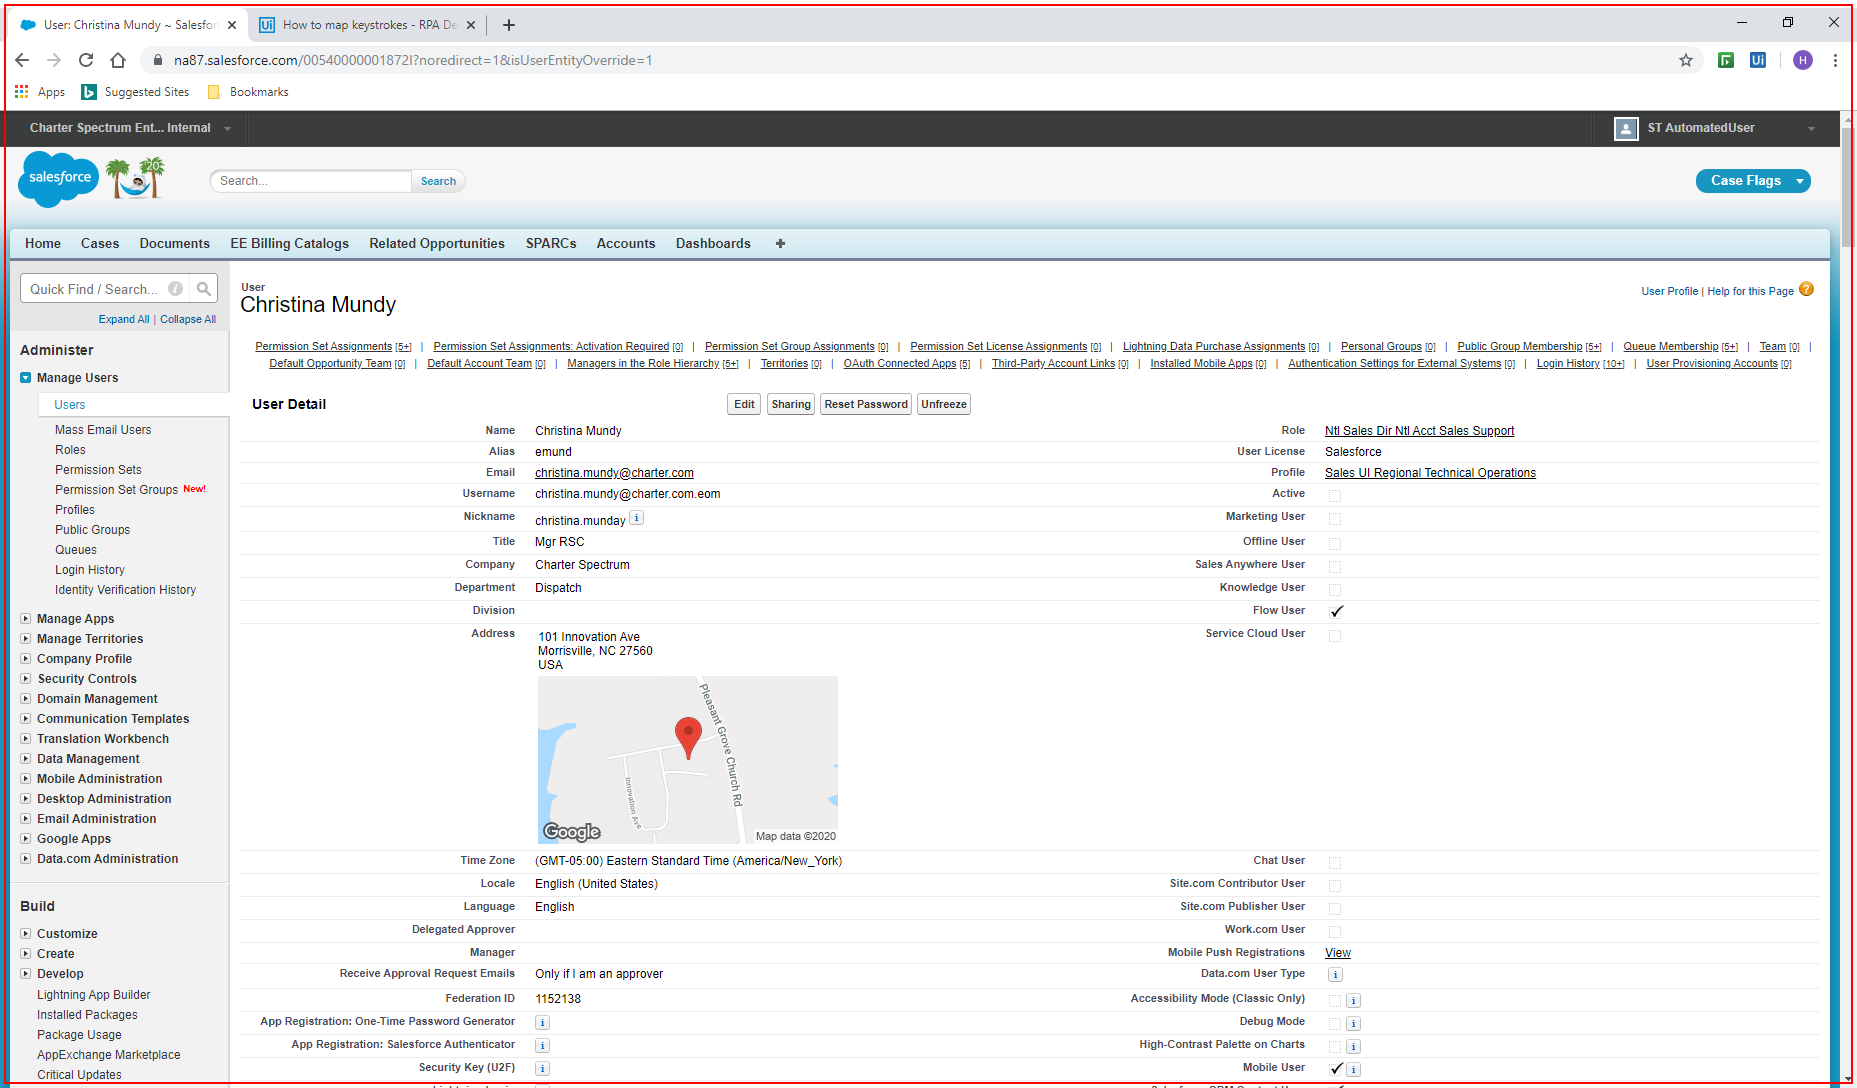 User: Christina Mundy ~ Salesfor
How to map keystrokes - RPA De
na87.salesforce.com/00540000001872I?noredirect=1&isUserEntityOverride=1
H
Apps
Suggested Sites
Bookmarks
Charter Spectrum Ent... Internal
ST AutomatedUser
salesforce
20
Search...
Search
Case Flags
Home Cases Documents EE Billing Catalogs Related Opportunities SPARCs Accounts Dashboards +
Quick Find / Search...
Expand All | Collapse All
Administer
Manage Users
Users
Mass Email Users
Roles
Permission Sets
Permission Set Groups New!
Profiles
Public Groups
Queues
Login History
Identity Verification History
Manage Apps
Manage Territories
Company Profile
Security Controls
Domain Management
Communication Templates
Translation Workbench
Data Management
Mobile Administration
Desktop Administration
Email Administration
Google Apps
Data.com Administration
Build
Customize
Create
Develop
Lightning App Builder
Installed Packages
Package Usage
AppExchange Marketplace
Critical Updates
User
Christina Mundy
User Profile | Help for this Page ?
Permission Set Assignments [5+] | Permission Set Assignments: Activation Required [0] | Permission Set Group Assignments [0] | Permission Set License Assignments [0] | Lightning Data Purchase Assignments [0] | Personal Groups [0] | Public Group Membership [5+] | Queue Membership [5+] | Team [0] |
Default Opportunity Team [0] | Default Account Team [0] | Managers in the Role Hierarchy [5+] | Territories [0] | OAuth Connected Apps [5] | Third-Party Account Links [0] | Installed Mobile Apps [0] | Authentication Settings for External Systems [0] | Login History [10+] | User Provisioning Accounts [0]
User Detail
Edit Sharing Reset Password Unfreeze
Name Christina Mundy
Role Ntl Sales Dir Ntl Acct Sales Support
Alias emund
User License Salesforce
Email christina.mundy@charter.com
Profile Sales UI Regional Technical Operations
Username christina.mundy@charter.com.eom
Active
Nickname christina.munday i
Marketing User
Title Mgr RSC
Offline User
Company Charter Spectrum
Sales Anywhere User
Department Dispatch
Knowledge User
Division
Flow User
Address
101 Innovation Ave
Morrisville, NC 27560
USA
Service Cloud User
Pleasant Grove Church Rd
Innovation Ave
Google
Map data ©2020
Time Zone (GMT-05:00) Eastern Standard Time (America/New_York)
Chat User
Locale English (United States)
Site.com Contributor User
Language English
Site.com Publisher User
Delegated Approver
Work.com User
Manager
Mobile Push Registrations View
Receive Approval Request Emails Only if I am an approver
Data.com User Type i
Federation ID 1152138
Accessibility Mode (Classic Only) i
App Registration: One-Time Password Generator i
Debug Mode i
App Registration: Salesforce Authenticator i
High-Contrast Palette on Charts i
Security Key (U2F) i
Mobile User i